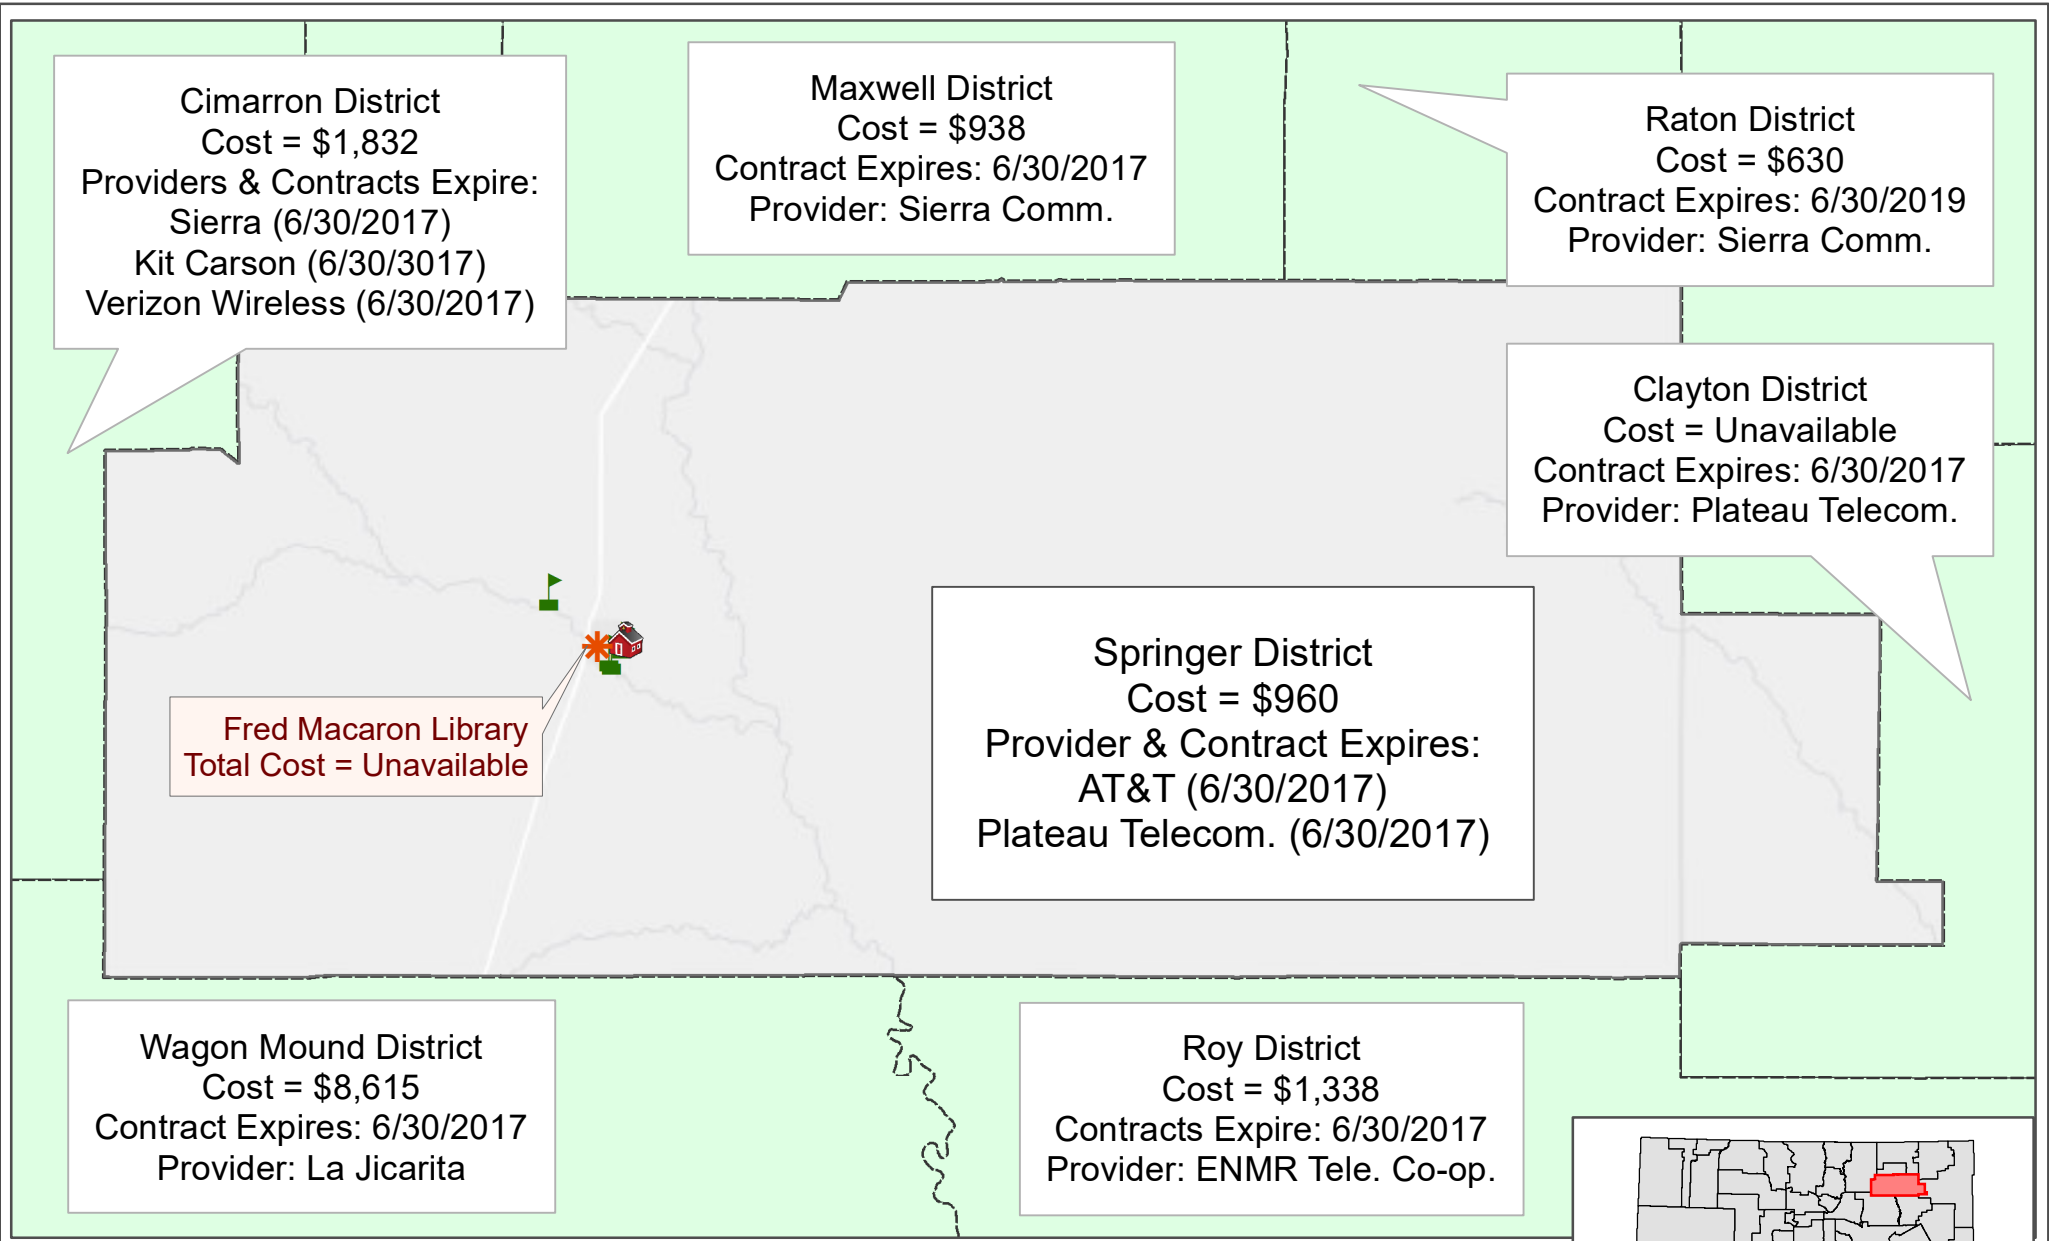 Cimarron District
Cost = $1,832
Providers & Contracts Expire:
Sierra (6/30/2017)
Kit Carson (6/30/3017)
Verizon Wireless (6/30/2017)
Maxwell District
Cost = $938
Contract Expires: 6/30/2017
Provider: Sierra Comm.
Raton District
Cost = $630
Contract Expires: 6/30/2019
Provider: Sierra Comm.
Clayton District
Cost = Unavailable
Contract Expires: 6/30/2017
Provider: Plateau Telecom.
Springer District
Cost = $960
Provider & Contract Expires:
AT&T (6/30/2017)
Plateau Telecom. (6/30/2017)
Fred Macaron Library
Total Cost = Unavailable
Wagon Mound District
Cost = $8,615
Contract Expires: 6/30/2017
Provider: La Jicarita
Roy District
Cost = $1,338
Contracts Expire: 6/30/2017
Provider: ENMR Tele. Co-op.